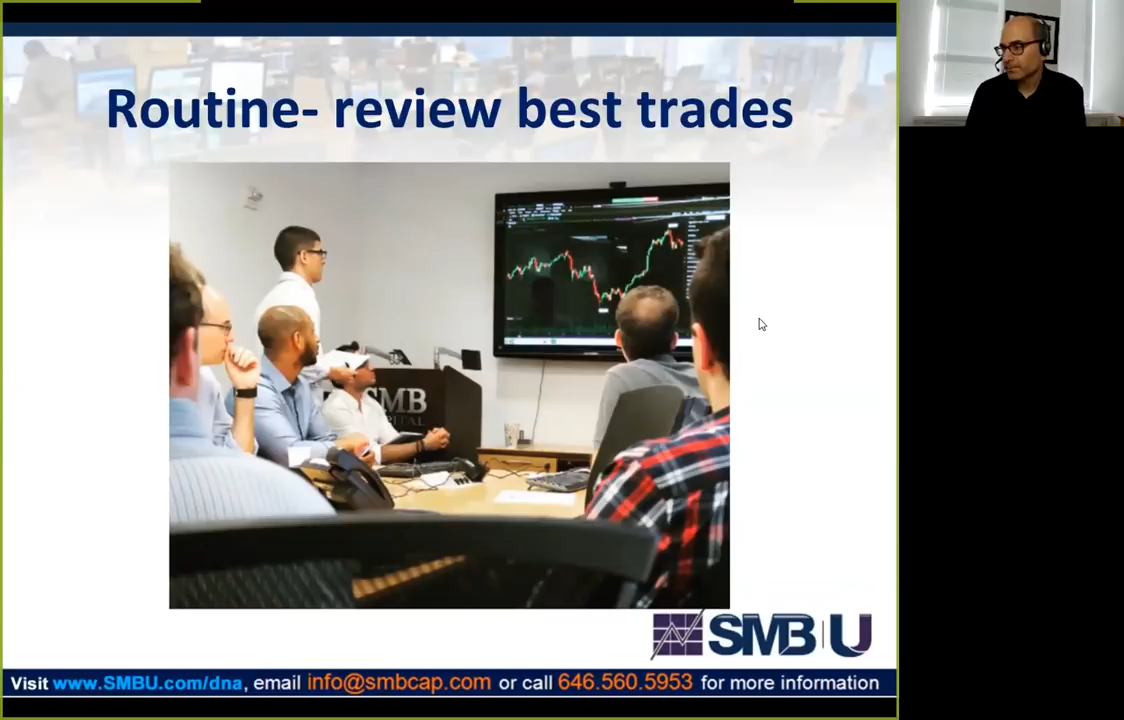 Routine- review best trades
SMB
CAPITAL
SMB U
Visit www.SMBU.com/dna, email info@smbcap.com or call 646.560.5953 for more information